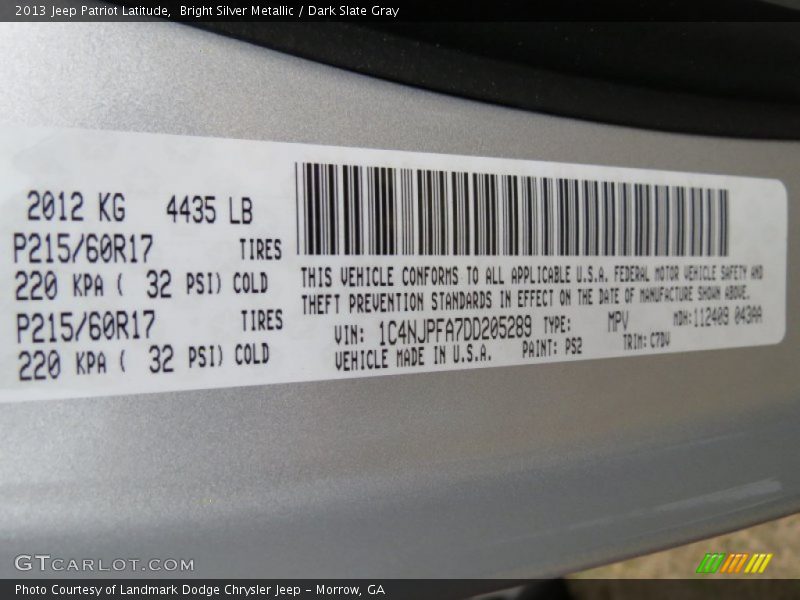 2013 Jeep Patriot Latitude,  Bright Silver Metallic / Dark Slate Gray
2012 KG 4435 LB
P215/60R17 TIRES
220 KPA ( 32 PSI) COLD
P215/60R17 TIRES
220 KPA ( 32 PSI) COLD
THIS VEHICLE CONFORMS TO ALL APPLICABLE U.S.A. FEDERAL MOTOR VEHICLE SAFETY AND
THEFT PREVENTION STANDARDS IN EFFECT ON THE DATE OF MANUFACTURE SHOWN ABOVE.
VIN: 1C4NJPFA7DD205289 TYPE: MPV MDH:112409 043AA
VEHICLE MADE IN U.S.A. PAINT: PS2 TRIM: C7DV
GTCARLOT.COM
Photo Courtesy of Landmark Dodge Chrysler Jeep – Morrow, GA